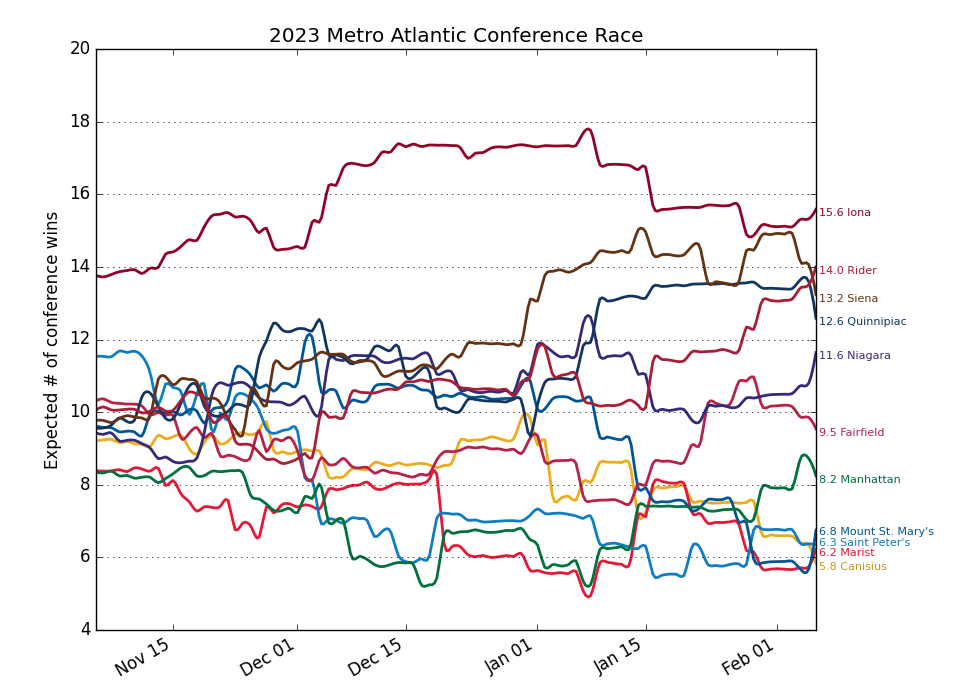 2023 Metro Atlantic Conference Race
Expected # of conference wins
20
18
16
14
12
10
8
6
4
15.6 Iona
14.0 Rider
13.2 Siena
12.6 Quinnipiac
11.6 Niagara
9.5 Fairfield
8.2 Manhattan
6.8 Mount St. Mary's
6.3 Saint Peter's
6.2 Marist
5.8 Canisius
Nov 15
Dec 01
Dec 15
Jan 01
Jan 15
Feb 01